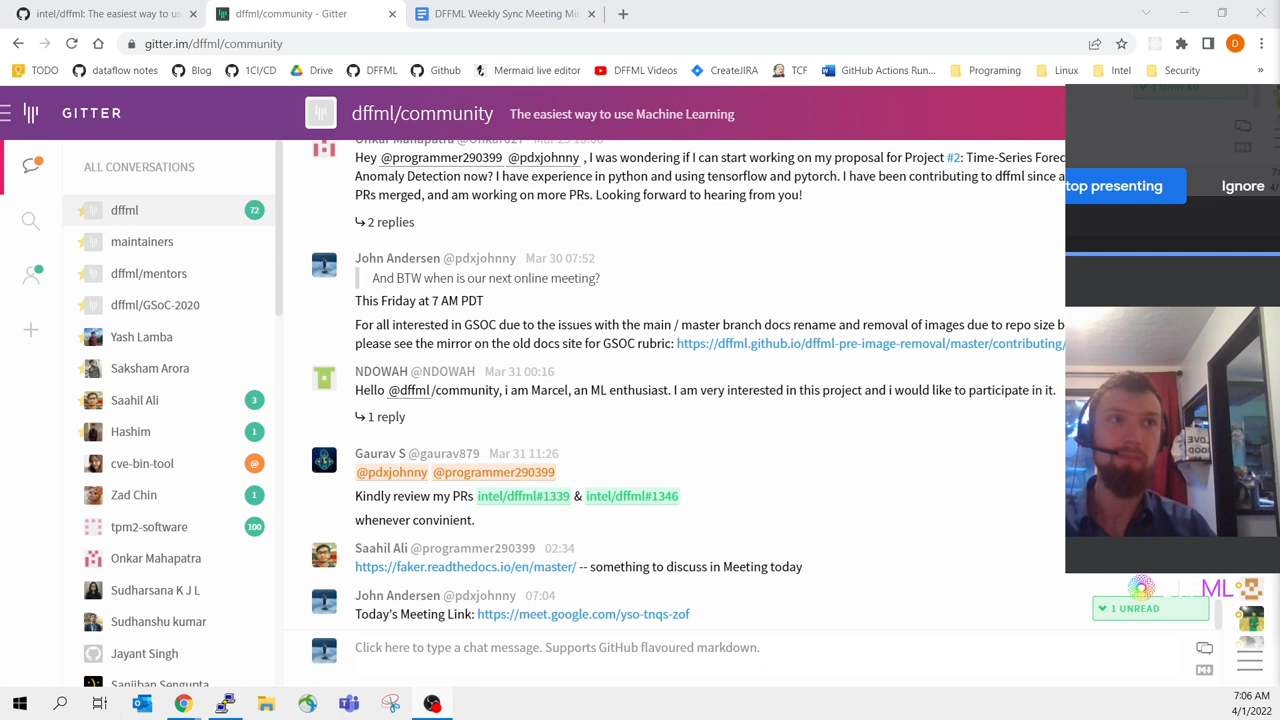 intel/dffml: The easiest way to us
dffml/community - Gitter
DFFML Weekly Sync Meeting Min
gitter.im/dffml/community
TODO
dataflow notes
Blog
1CI/CD
Drive
DFFML
Github
Mermaid live editor
DFFML Videos
CreateJIRA
TCF
GitHub Actions Run...
Programing
Linux
Intel
Security
»
GITTER
dffml/community
The easiest way to use Machine Learning
1 UNREAD
ALL CONVERSATIONS
dffml
72
maintainers
dffml/mentors
dffml/GSoC-2020
Yash Lamba
Saksham Arora
Saahil Ali
3
Hashim
1
cve-bin-tool
@
Zad Chin
1
tpm2-software
100
Onkar Mahapatra
Sudharsana K J L
Sudhanshu kumar
Jayant Singh
Sanjiban Sengupta
Hey @programmer290399 @pdxjohnny , I was wondering if I can start working on my proposal for Project #2: Time-Series Forec
Anomaly Detection now? I have experience in python and using tensorflow and pytorch. I have been contributing to dffml since a
PRs merged, and am working on more PRs. Looking forward to hearing from you!
2 replies
John Andersen @pdxjohnny Mar 30 07:52
And BTW when is our next online meeting?
This Friday at 7 AM PDT
For all interested in GSOC due to the issues with the main / master branch docs rename and removal of images due to repo size b
please see the mirror on the old docs site for GSOC rubric: https://dffml.github.io/dffml-pre-image-removal/master/contributing/
NDOWAH @NDOWAH Mar 31 00:16
Hello @dffml/community, i am Marcel, an ML enthusiast. I am very interested in this project and i would like to participate in it.
1 reply
Gaurav S @gaurav879 Mar 31 11:26
@pdxjohnny @programmer290399
Kindly review my PRs intel/dffml#1339 & intel/dffml#1346
whenever convinient.
Saahil Ali @programmer290399 02:34
https://faker.readthedocs.io/en/master/ -- something to discuss in Meeting today
John Andersen @pdxjohnny 07:04
Today's Meeting Link: https://meet.google.com/yso-tnqs-zof
Click here to type a chat message. Supports GitHub flavoured markdown.
top presenting
Ignore
ML
1 UNREAD
7:06 AM
4/1/2022